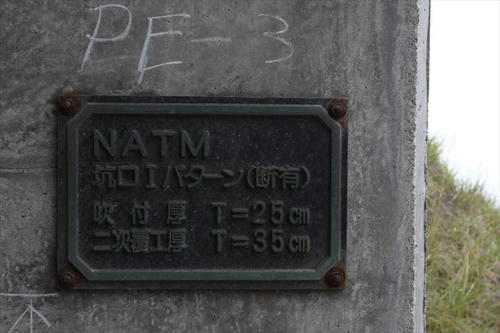 PE-3
NATM
坑口Iパターン(断有)
吹付厚 T=25cm
二次覆工厚 T=35cm